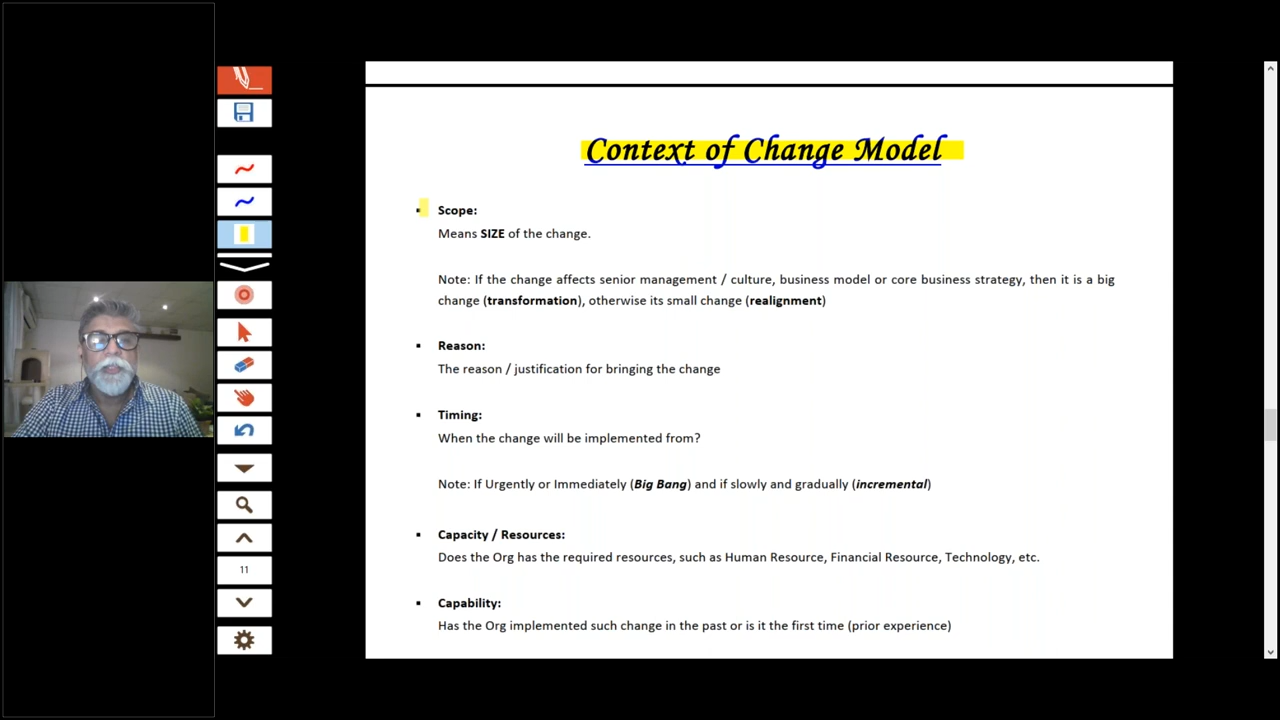 Context of Change Model
Scope:
Means SIZE of the change.
Note: If the change affects senior management / culture, business model or core business strategy, then it is a big
change (transformation), otherwise its small change (realignment)
Reason:
The reason / justification for bringing the change
Timing:
When the change will be implemented from?
Note: If Urgently or Immediately (Big Bang) and if slowly and gradually (incremental)
Capacity / Resources:
Does the Org has the required resources, such as Human Resource, Financial Resource, Technology, etc.
11
Capability:
Has the Org implemented such change in the past or is it the first time (prior experience)